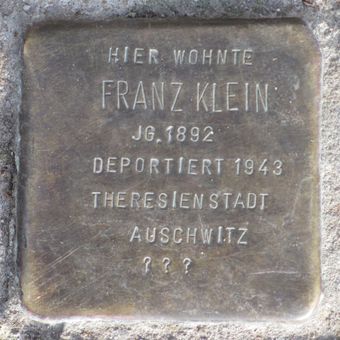 HIER WOHNTE
FRANZ KLEIN
JG. 1892
DEPORTIERT 1943
THERESIENSTADT
AUSCHWITZ
? ? ?